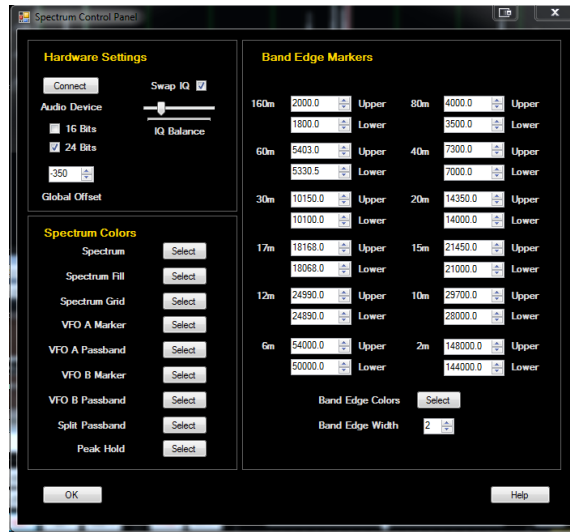 Spectrum Control Panel
Hardware Settings
Connect
Swap IQ
Audio Device
16 Bits
IQ Balance
24 Bits
-350
Global Offset
Spectrum Colors
Spectrum Select
Spectrum Fill Select
Spectrum Grid Select
VFO A Marker Select
VFO A Passband Select
VFO B Marker Select
VFO B Passband Select
Split Passband Select
Peak Hold Select
Band Edge Markers
160m 2000.0 Upper 80m 4000.0 Upper
1800.0 Lower 3500.0 Lower
60m 5403.0 Upper 40m 7300.0 Upper
5330.5 Lower 7000.0 Lower
30m 10150.0 Upper 20m 14350.0 Upper
10100.0 Lower 14000.0 Lower
17m 18168.0 Upper 15m 21450.0 Upper
18068.0 Lower 21000.0 Lower
12m 24990.0 Upper 10m 29700.0 Upper
24890.0 Lower 28000.0 Lower
6m 54000.0 Upper 2m 148000.0 Upper
50000.0 Lower 144000.0 Lower
Band Edge Colors Select
Band Edge Width 2
OK
Help